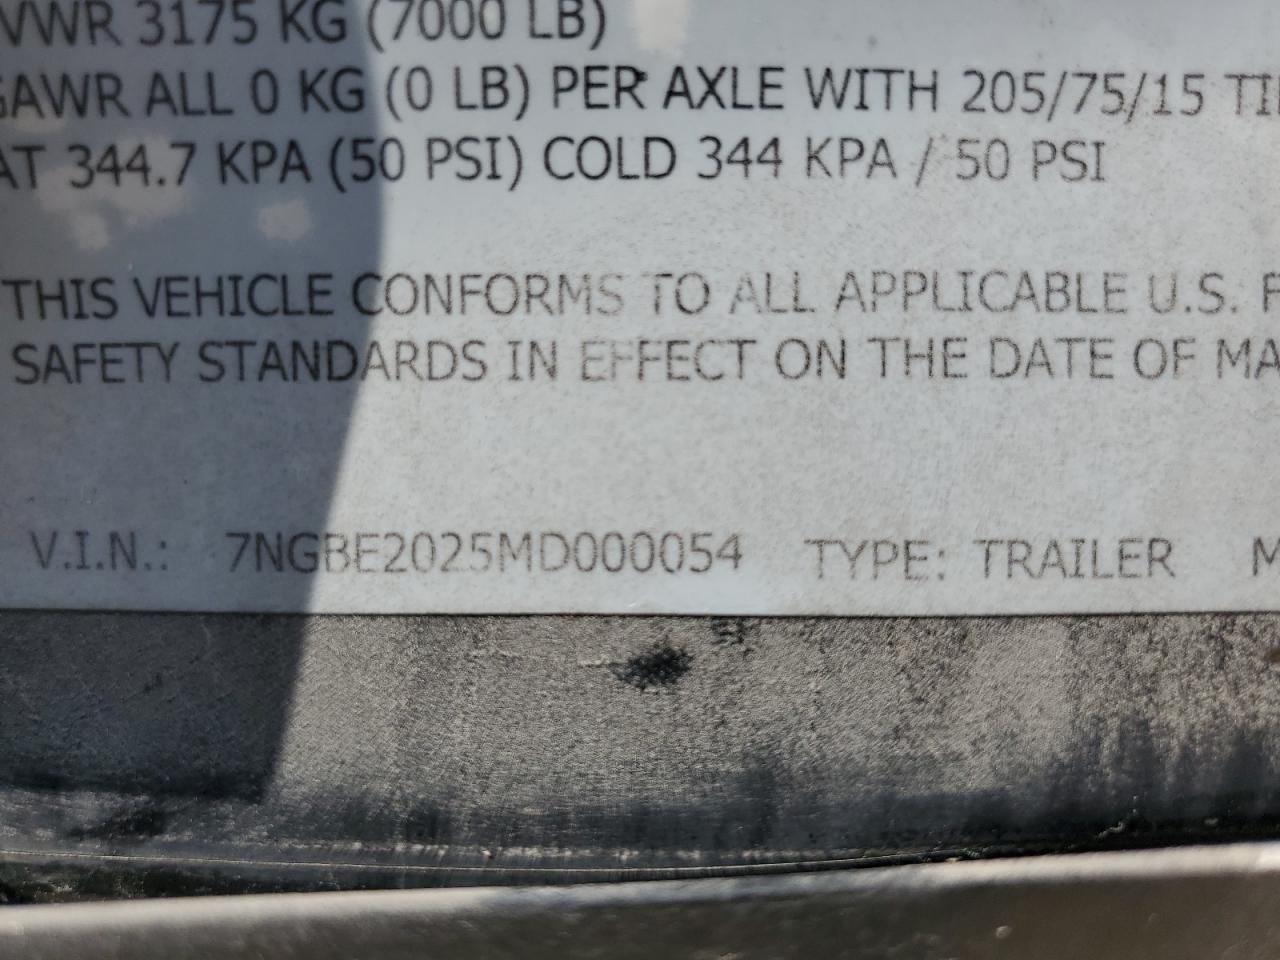 VWR 3175 KG (7000 LB)
GAWR ALL 0 KG (0 LB) PER AXLE WITH 205/75/15 TI
AT 344.7 KPA (50 PSI) COLD 344 KPA / 50 PSI
THIS VEHICLE CONFORMS TO ALL APPLICABLE U.S. F
SAFETY STANDARDS IN EFFECT ON THE DATE OF MA
V.I.N.: 7NGBE2025MD000054 TYPE: TRAILER M